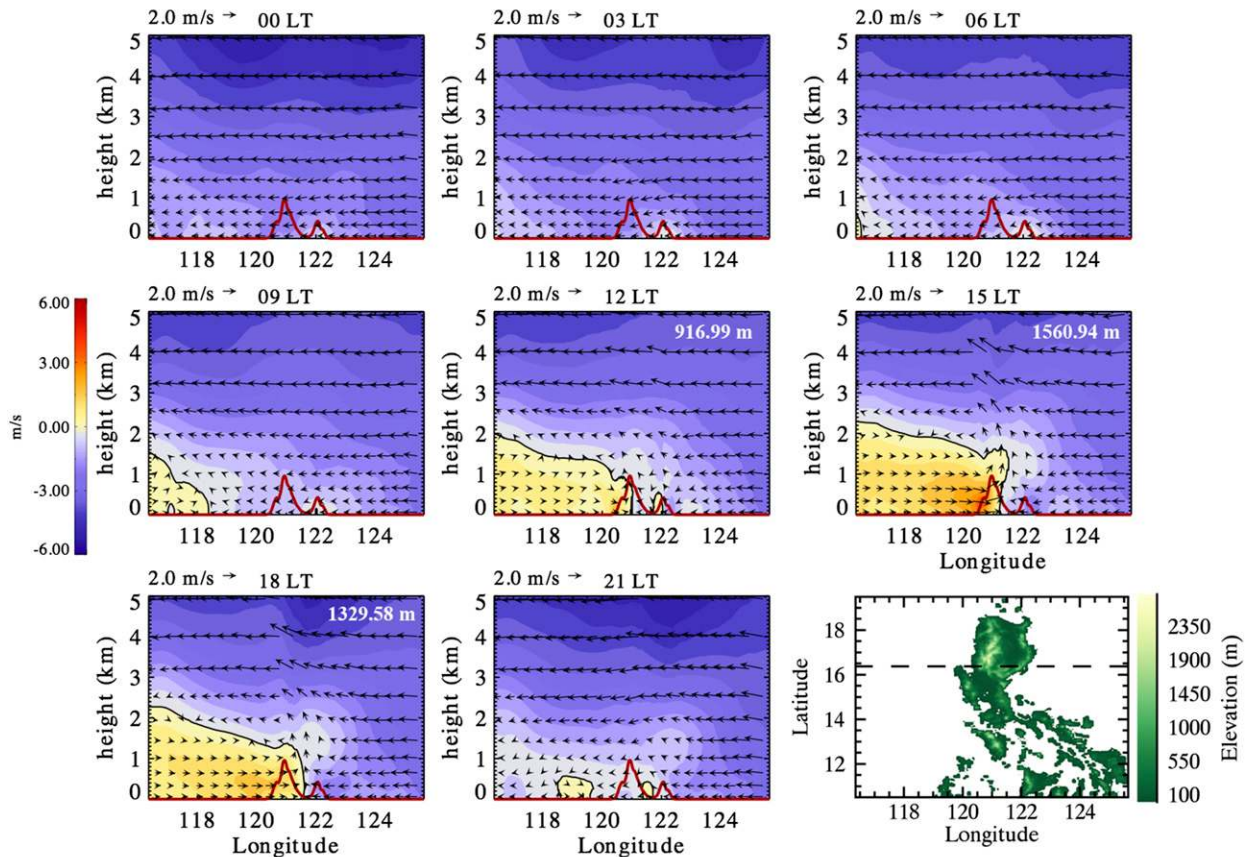 2.0 m/s → 00 LT
2.0 m/s → 03 LT
2.0 m/s → 06 LT
height (km)
5
4
3
2
1
0
118 120 122 124
height (km)
5
4
3
2
1
0
118 120 122 124
height (km)
5
4
3
2
1
0
118 120 122 124
m/s
6.00
3.00
0.00
-3.00
-6.00
2.0 m/s → 09 LT
2.0 m/s → 12 LT
2.0 m/s → 15 LT
height (km)
5
4
3
2
1
0
118 120 122 124
916.99 m
height (km)
5
4
3
2
1
0
118 120 122 124
1560.94 m
height (km)
5
4
3
2
1
0
118 120 122 124
Longitude
2.0 m/s → 18 LT
2.0 m/s → 21 LT
1329.58 m
height (km)
5
4
3
2
1
0
118 120 122 124
Longitude
height (km)
5
4
3
2
1
0
118 120 122 124
Longitude
Latitude
18
16
14
12
118 120 122 124
Longitude
2350
1900
1450
1000
550
100
Elevation (m)